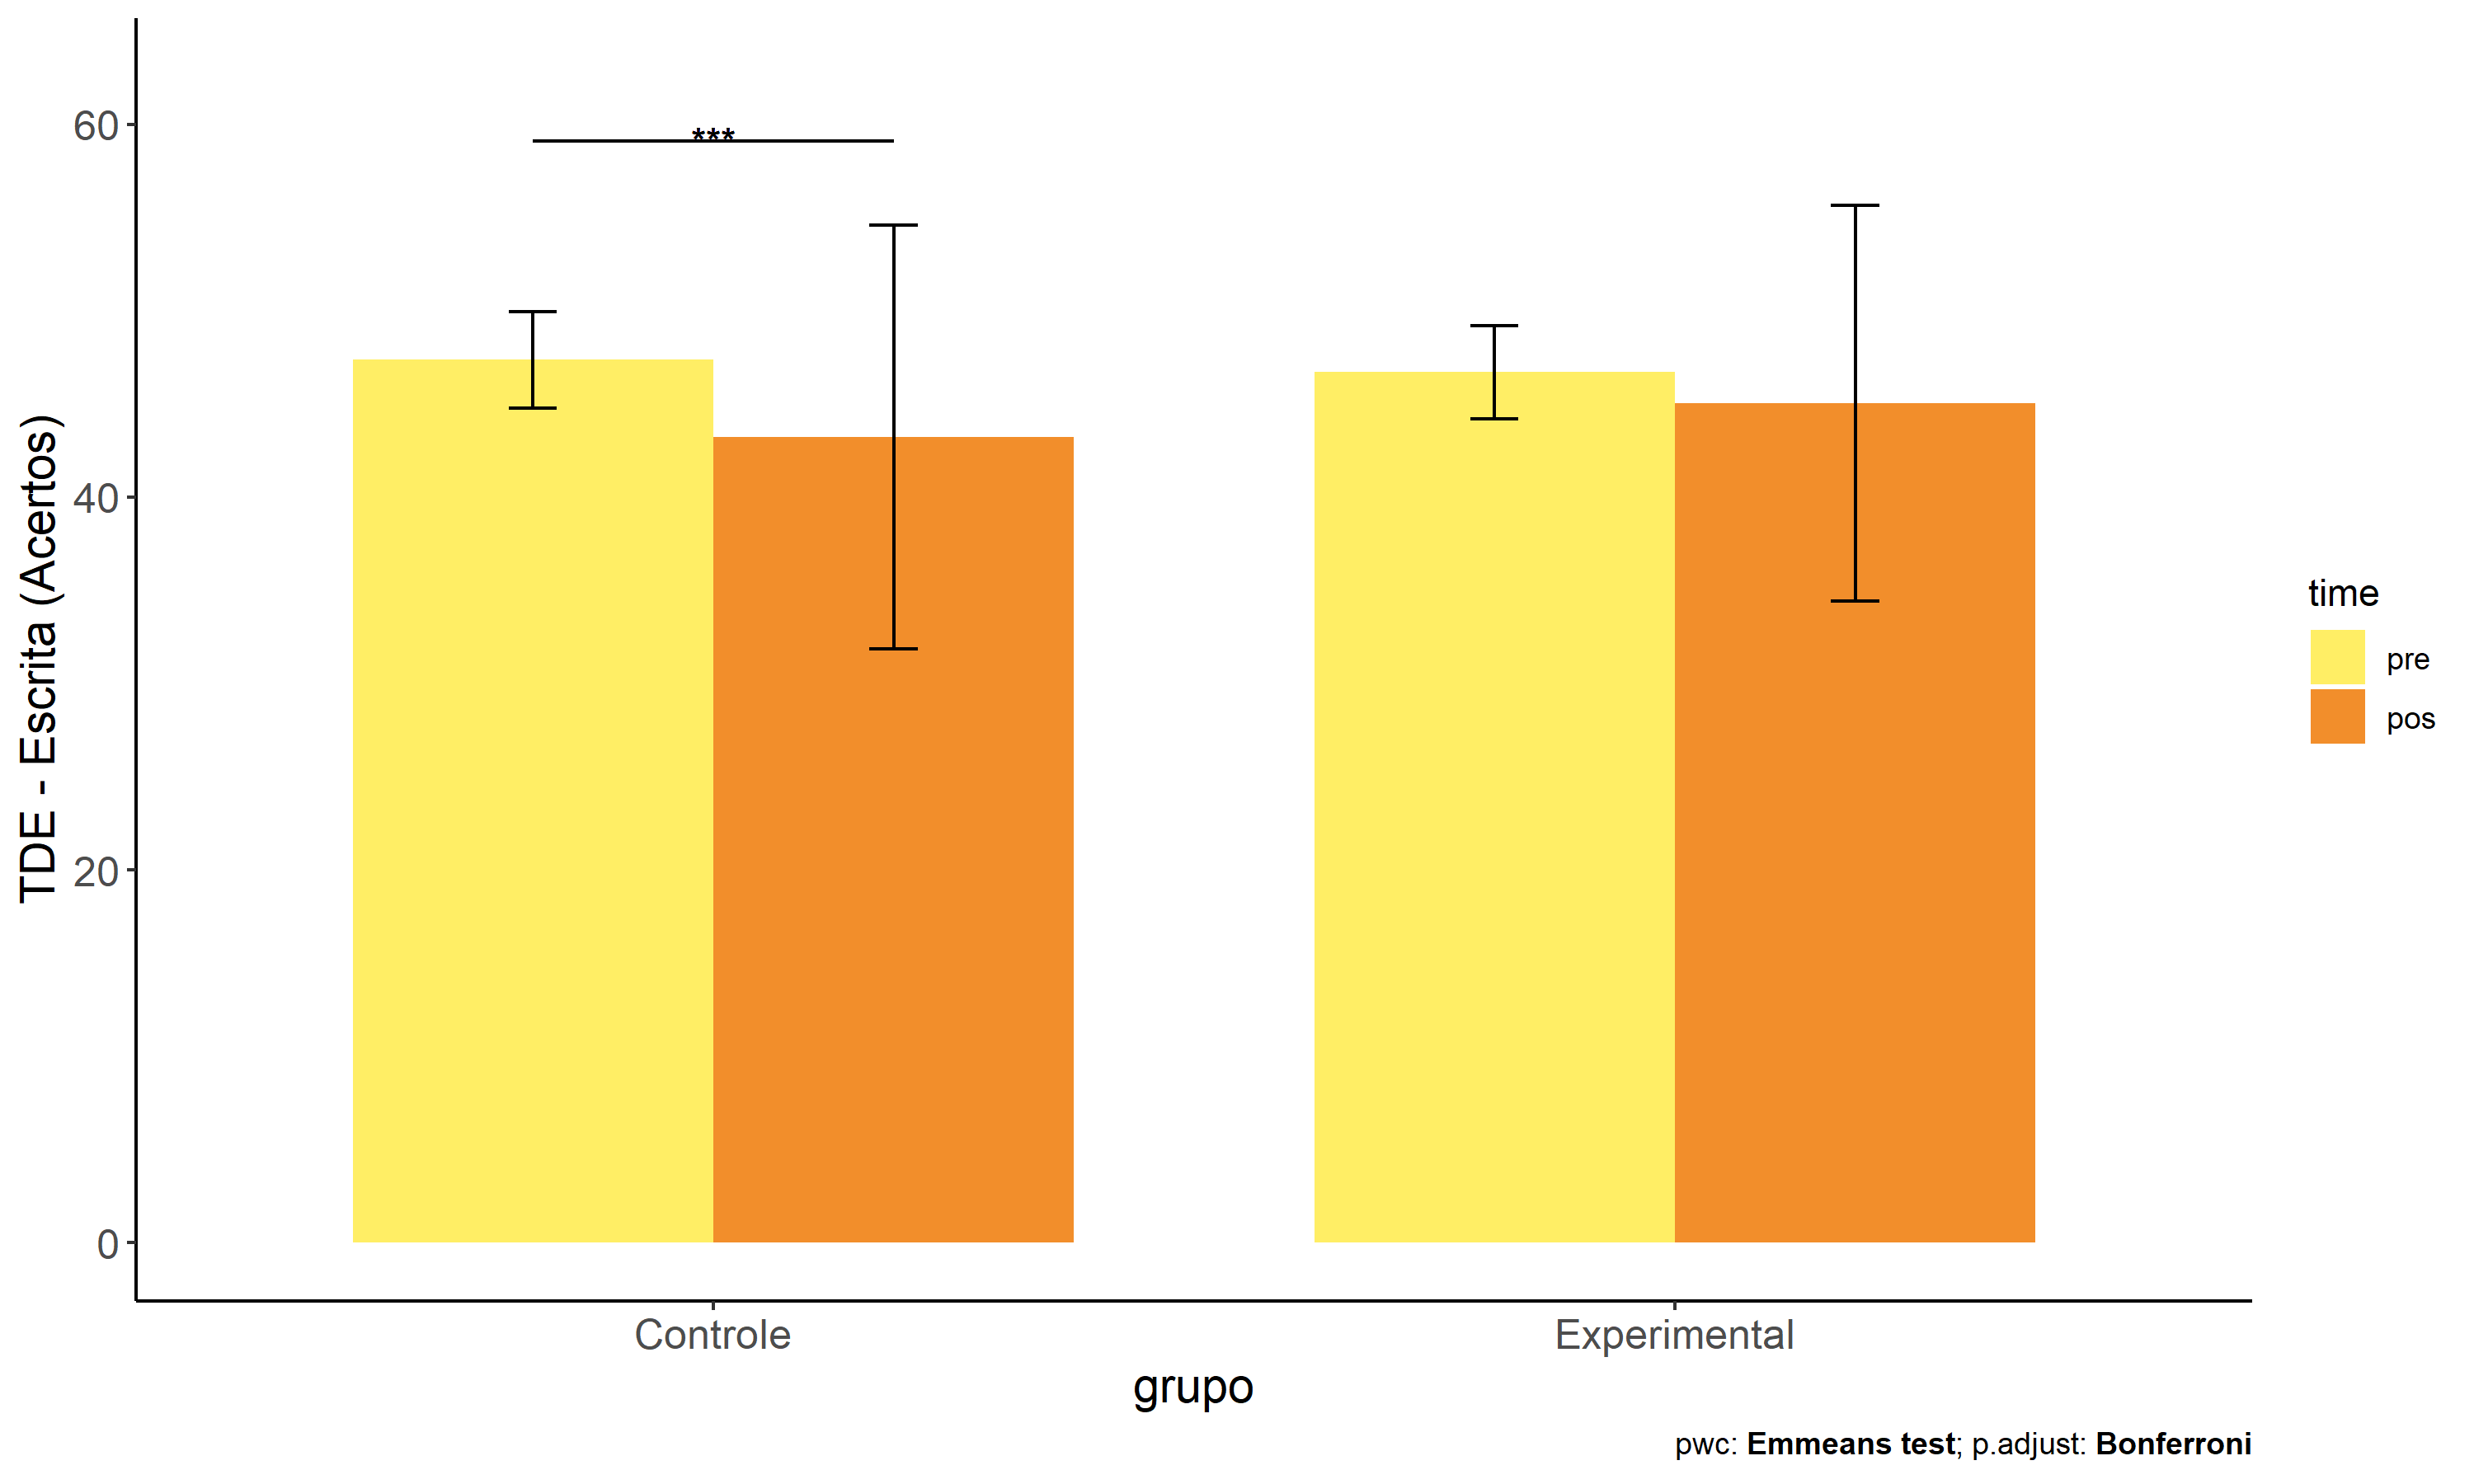 60
***
40
20
0
TDE - Escrita (Acertos)
time
pre
pos
Controle
Experimental
grupo
pwc: Emmeans test; p.adjust: Bonferroni